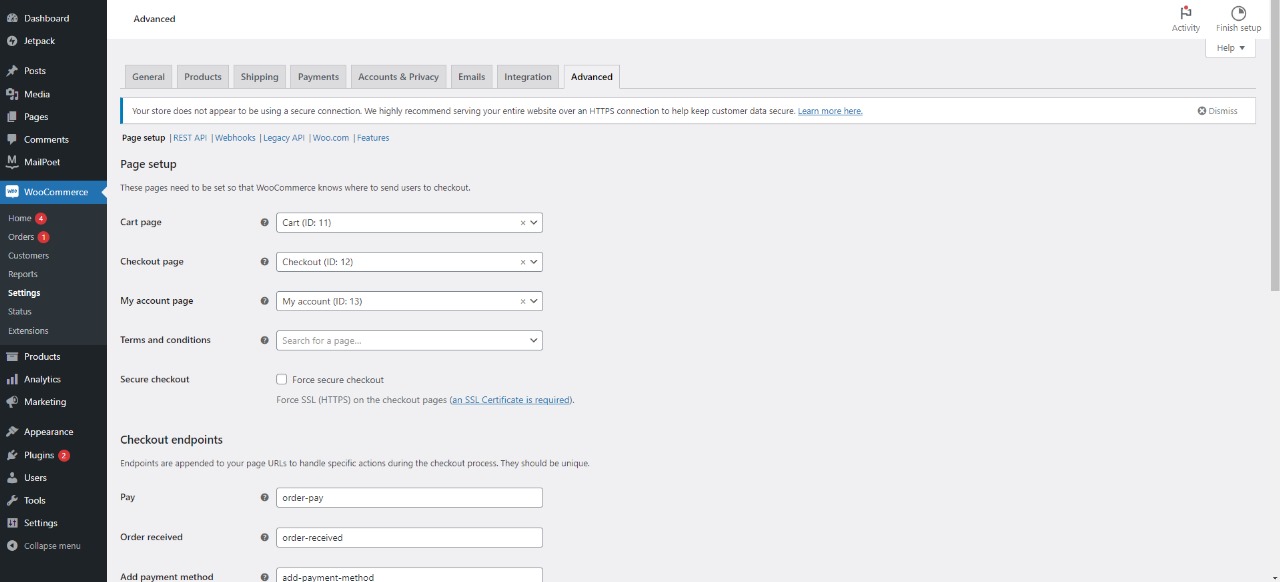 Dashboard
Jetpack
Posts
Media
Pages
Comments
MailPoet
WooCommerce
Home 4
Orders 1
Customers
Reports
Settings
Status
Extensions
Products
Analytics
Marketing
Appearance
Plugins 2
Users
Tools
Settings
Collapse menu
Advanced
Activity
Finish setup
Help ▼
General Products Shipping Payments Accounts & Privacy Emails Integration Advanced
Your store does not appear to be using a secure connection. We highly recommend serving your entire website over an HTTPS connection to help keep customer data secure. Learn more here.
Dismiss
Page setup | REST API | Webhooks | Legacy API | Woo.com | Features
Page setup
These pages need to be set so that WooCommerce knows where to send users to checkout.
Cart page ? Cart (ID: 11) ×
Checkout page ? Checkout (ID: 12) ×
My account page ? My account (ID: 13) ×
Terms and conditions ? Search for a page...
Secure checkout Force secure checkout
Force SSL (HTTPS) on the checkout pages (an SSL Certificate is required).
Checkout endpoints
Endpoints are appended to your page URLs to handle specific actions during the checkout process. They should be unique.
Pay ? order-pay
Order received ? order-received
Add payment method ? add-payment-method